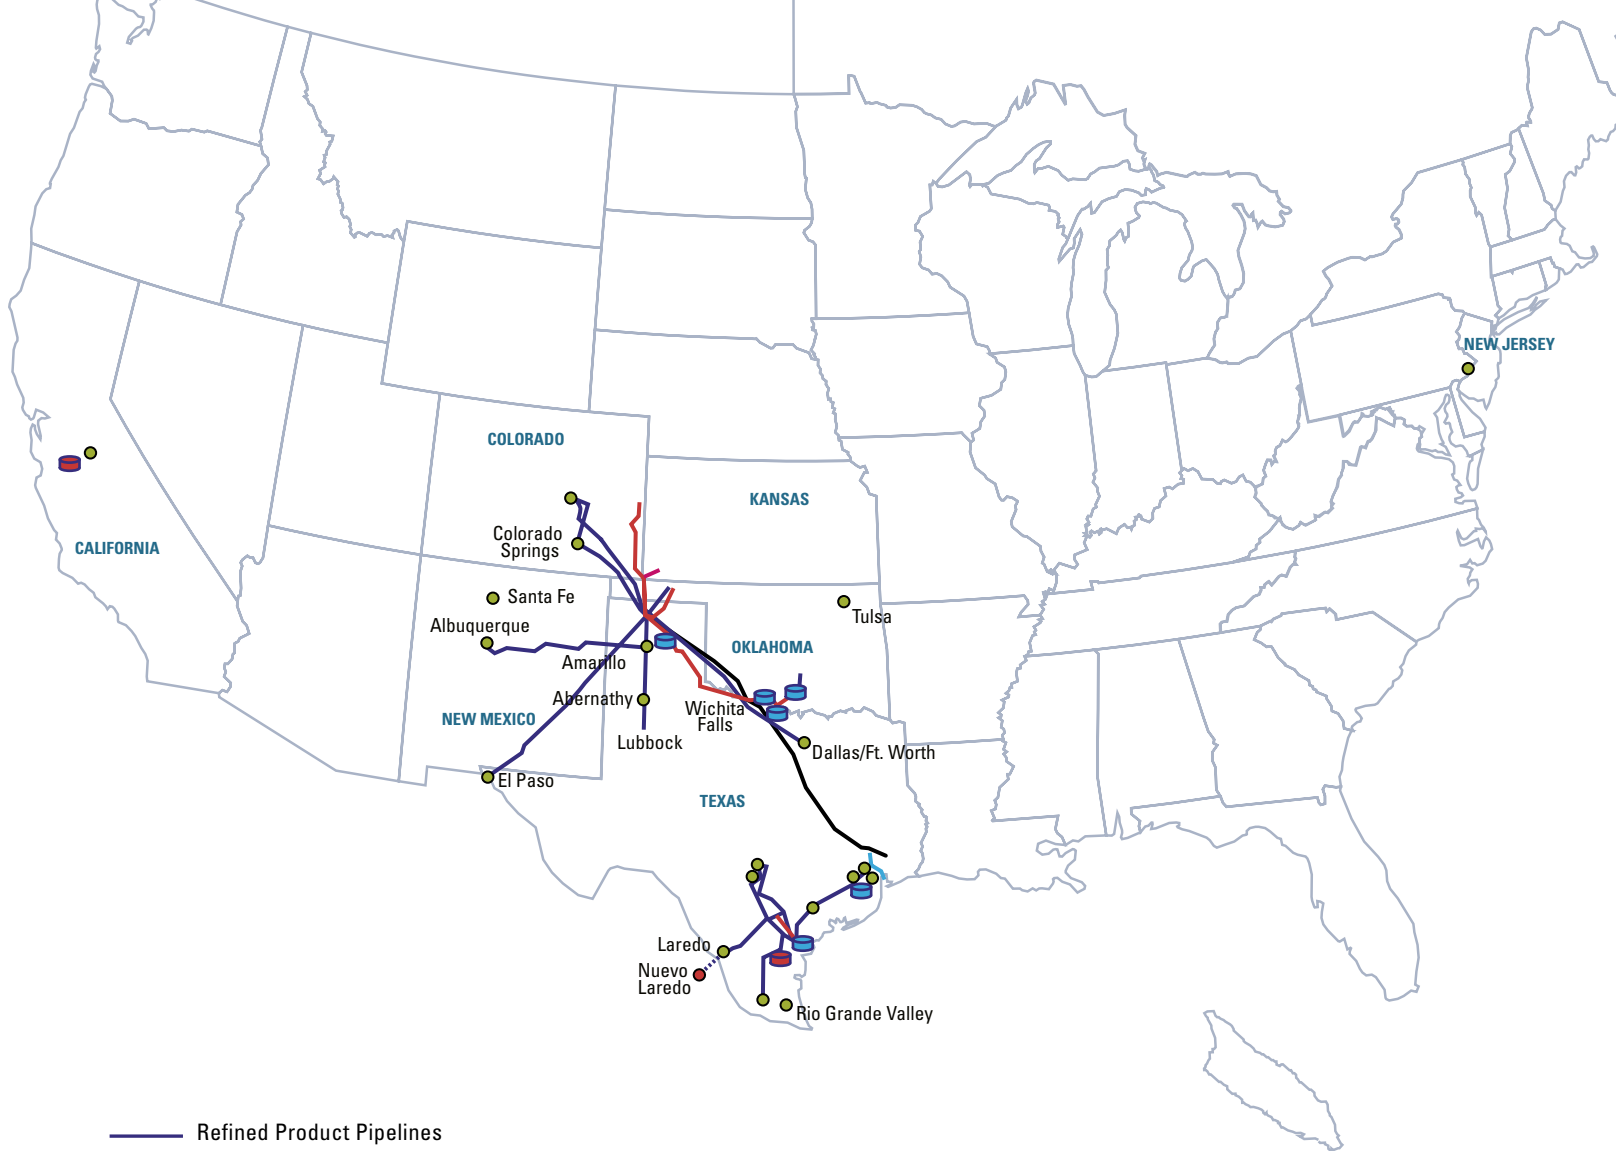 NEW JERSEY
COLORADO
KANSAS
Colorado
Springs
CALIFORNIA
Santa Fe
Tulsa
Albuquerque
OKLAHOMA
Amarillo
Abernathy
Wichita
Falls
NEW MEXICO
Lubbock
Dallas/Ft. Worth
El Paso
TEXAS
Laredo
Nuevo
Laredo
Rio Grande Valley
Refined Product Pipelines